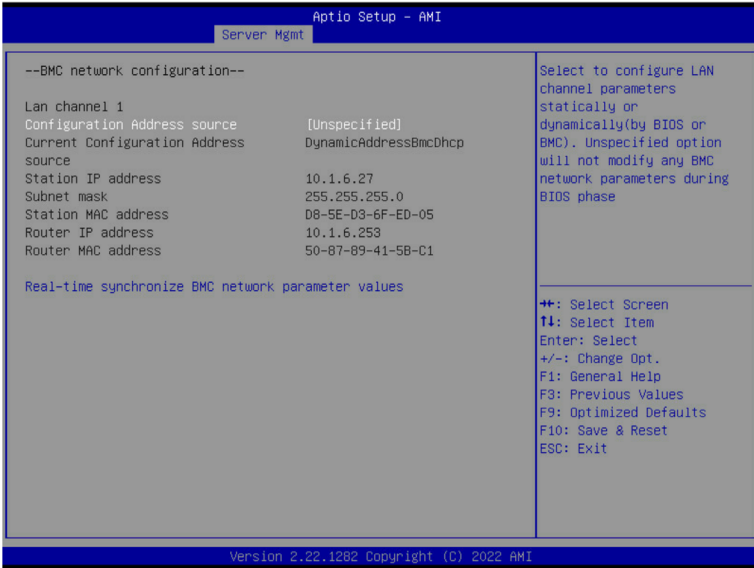 Aptio Setup - AMI
Server Mgmt
--BMC network configuration--
Lan channel 1
Configuration Address source [Unspecified]
Current Configuration Address DynamicAddressBmcDhcp
source
Station IP address 10.1.6.27
Subnet mask 255.255.255.0
Station MAC address D8-5E-D3-6F-ED-05
Router IP address 10.1.6.253
Router MAC address 50-87-89-41-5B-C1
Real-time synchronize BMC network parameter values
Select to configure LAN
channel parameters
statically or
dynamically(by BIOS or
BMC). Unspecified option
will not modify any BMC
network parameters during
BIOS phase
→←: Select Screen
↑↓: Select Item
Enter: Select
+/-: Change Opt.
F1: General Help
F3: Previous Values
F9: Optimized Defaults
F10: Save & Reset
ESC: Exit
Version 2.22.1282 Copyright (C) 2022 AMI